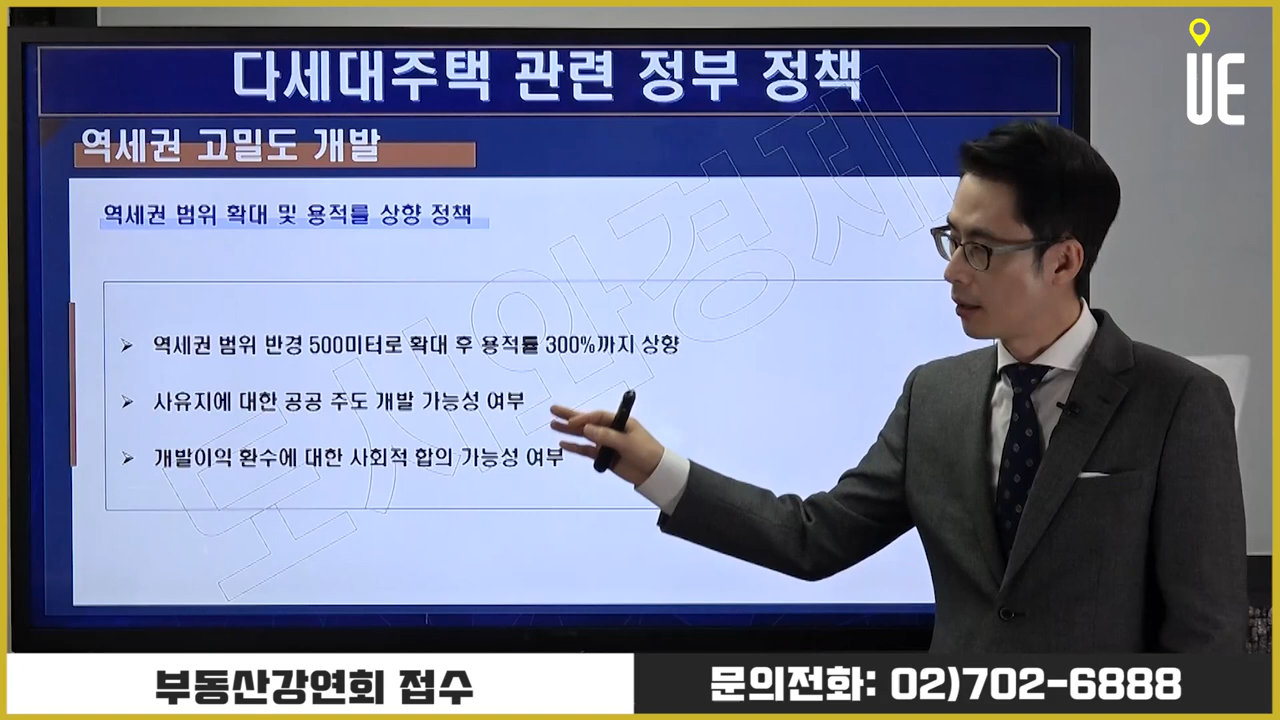 다세대주택 관련 정부 정책
UE
역세권 고밀도 개발
역세권 범위 확대 및 용적률 상향 정책
➢ 역세권 범위 반경 500미터로 확대 후 용적률 300%까지 상향
➢ 사유지에 대한 공공 주도 개발 가능성 여부
➢ 개발이익 환수에 대한 사회적 합의 가능성 여부
도시와경제
부동산강연회 접수
문의전화: 02)702-6888